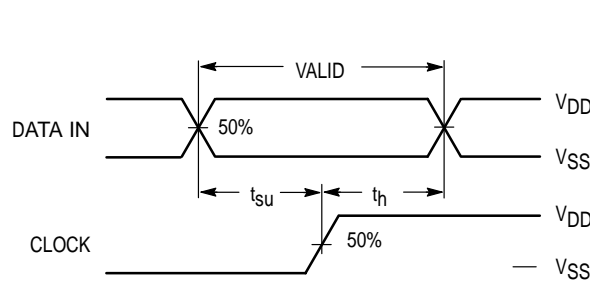 VALID
VDD
DATA IN
50%
VSS
tsu
th
VDD
CLOCK
50%
VSS